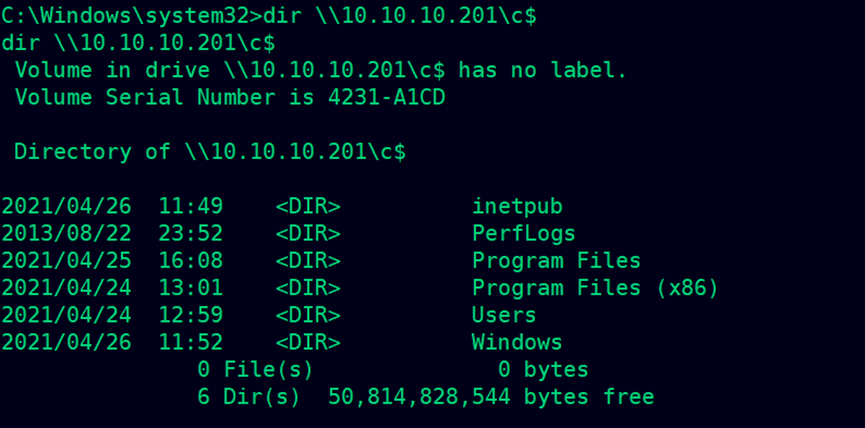 C:\Windows\system32>dir \\10.10.10.201\c$
dir \\10.10.10.201\c$
 Volume in drive \\10.10.10.201\c$ has no label.
 Volume Serial Number is 4231-A1CD

 Directory of \\10.10.10.201\c$

2021/04/26  11:49    <DIR>          inetpub
2013/08/22  23:52    <DIR>          PerfLogs
2021/04/25  16:08    <DIR>          Program Files
2021/04/24  13:01    <DIR>          Program Files (x86)
2021/04/24  12:59    <DIR>          Users
2021/04/26  11:52    <DIR>          Windows
               0 File(s)              0 bytes
               6 Dir(s)  50,814,828,544 bytes free